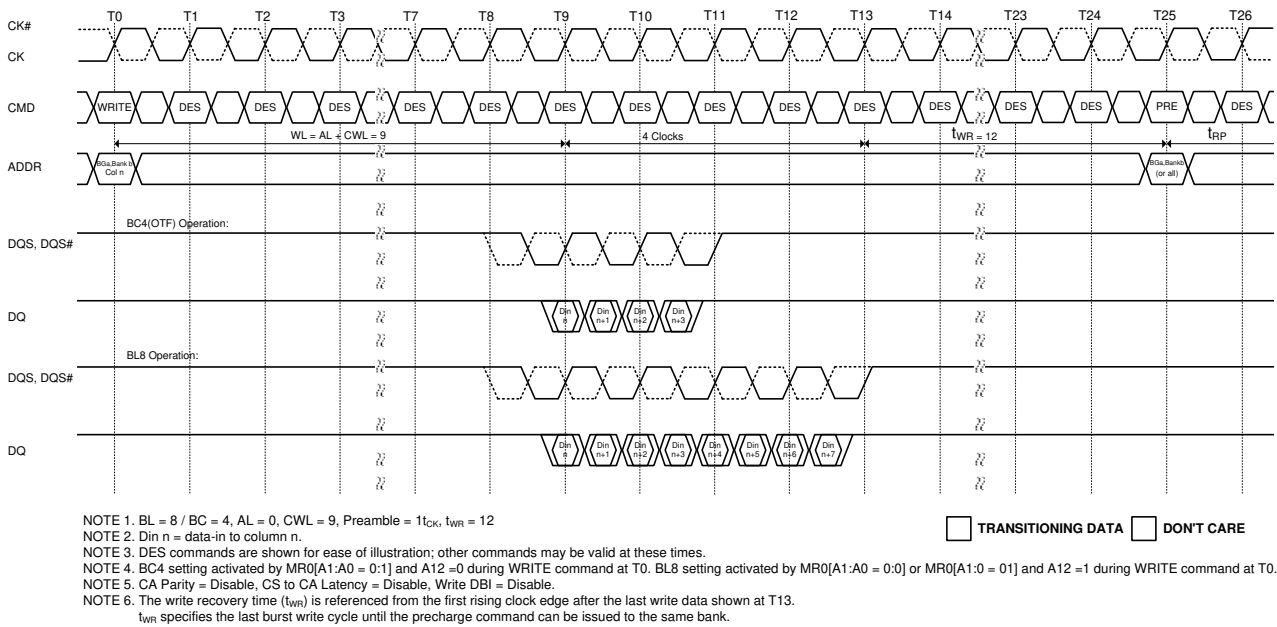 T0 T1 T2 T3 T7 T8 T9 T10 T11 T12 T13 T14 T23 T24 T25 T26
CK#
CK
CMD WRITE DES DES DES DES DES DES DES DES DES DES DES DES DES PRE DES
WL = AL + CWL = 9 4 Clocks tWR = 12 tRP
ADDR
BGa,Bank b
Col n
BGa,Bankb
(or all)
BC4(OTF) Operation:
DQS, DQS#
DQ
Din n Din n+1 Din n+2 Din n+3
BL8 Operation:
DQS, DQS#
DQ
Din n Din n+1 Din n+2 Din n+3 Din n+4 Din n+5 Din n+6 Din n+7
NOTE 1. BL = 8 / BC = 4, AL = 0, CWL = 9, Preamble = 1tCK, tWR = 12
NOTE 2. Din n = data-in to column n.
NOTE 3. DES commands are shown for ease of illustration; other commands may be valid at these times.
NOTE 4. BC4 setting activated by MR0[A1:A0 = 0:1] and A12 =0 during WRITE command at T0. BL8 setting activated by MR0[A1:A0 = 0:0] or MR0[A1:0 = 01] and A12 =1 during WRITE command at T0.
NOTE 5. CA Parity = Disable, CS to CA Latency = Disable, Write DBI = Disable.
NOTE 6. The write recovery time (tWR) is referenced from the first rising clock edge after the last write data shown at T13.
tWR specifies the last burst write cycle until the precharge command can be issued to the same bank.
TRANSITIONING DATA DON'T CARE